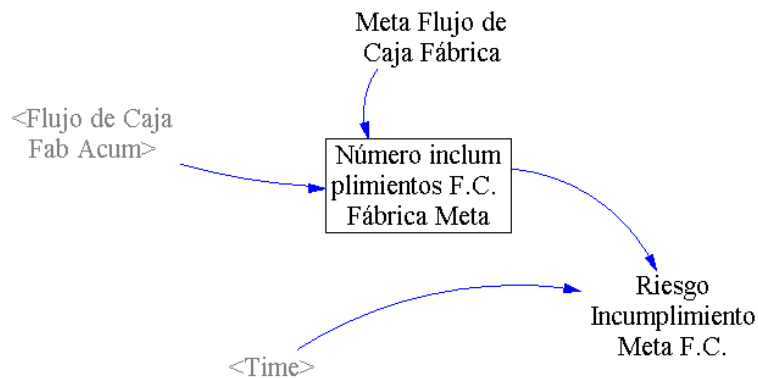 Meta Flujo de
Caja Fábrica
<Flujo de Caja
Fab Acum>
Número inclum
plimientos F.C.
Fábrica Meta
Riesgo
Incumplimiento
Meta F.C.
<Time>